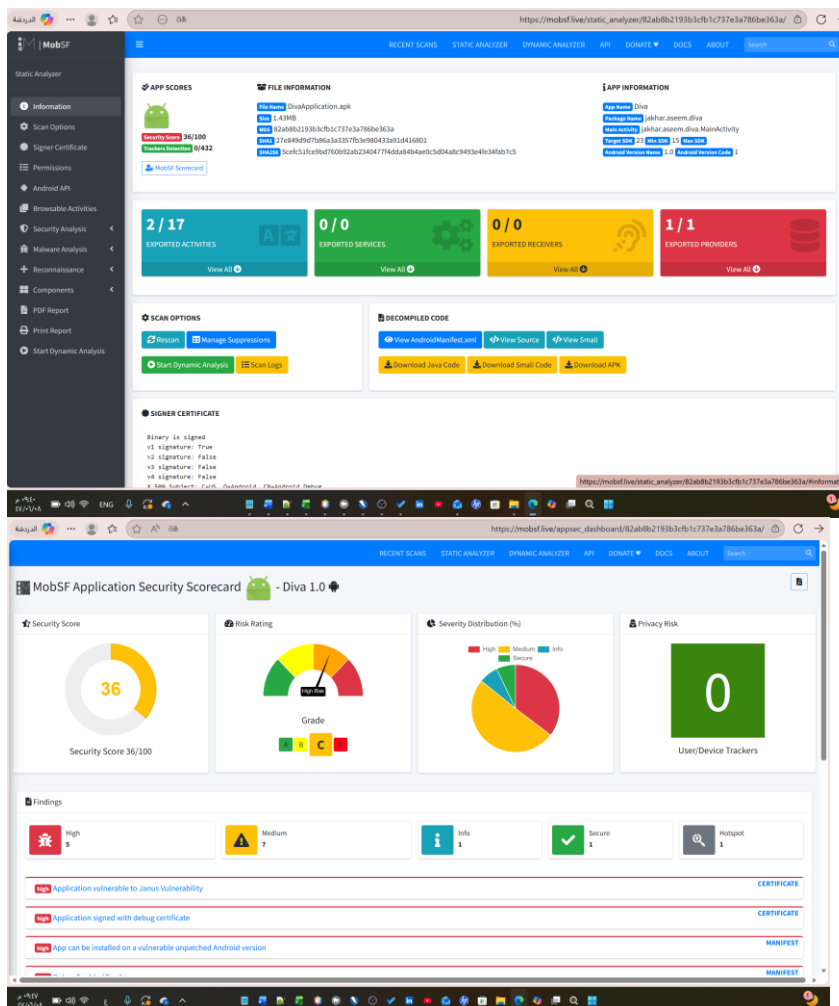 الدردشة
https://mobsf.live/static_analyzer/82ab8b2193b3cfb1c737e3a786be363a/
MobSF
RECENT SCANS STATIC ANALYZER DYNAMIC ANALYZER API DONATE ♥ DOCS ABOUT Search
Static Analyzer
Information
Scan Options
Signer Certificate
Permissions
Android API
Browsable Activities
Security Analysis
Malware Analysis
Reconnaissance
Components
PDF Report
Print Report
Start Dynamic Analysis
APP SCORES
Security Score 36/100
Trackers Detection 0/432
MobSF Scorecard
FILE INFORMATION
File Name DivaApplication.apk
Size 1.43MB
MD5 82ab8b2193b3cfb1c737e3a786be363a
SHA1 27e849d9d7b86a3a3357fb3e980433a91d416801
SHA256 5cefc51fce9bd760b92ab2340477f4dda84b4ae0c5d04a8c9493e4fe34fab7c5
APP INFORMATION
App Name Diva
Package Name jakhar.aseem.diva
Main Activity jakhar.aseem.diva.MainActivity
Target SDK 23 Min SDK 15 Max SDK
Android Version Name 1.0 Android Version Code 1
2 / 17
EXPORTED ACTIVITIES
View All
0 / 0
EXPORTED SERVICES
View All
0 / 0
EXPORTED RECEIVERS
View All
1 / 1
EXPORTED PROVIDERS
View All
SCAN OPTIONS
Rescan Manage Suppressions
Start Dynamic Analysis Scan Logs
DECOMPILED CODE
View AndroidManifest.xml View Source View Smali
Download Java Code Download Smali Code Download APK
SIGNER CERTIFICATE
Binary is signed
v1 signature: True
v2 signature: False
v3 signature: False
v4 signature: False
X.509 Subject: C=US, O=Android, CN=Android Debug
https://mobsf.live/static_analyzer/82ab8b2193b3cfb1c737e3a786be363a/#informat
ENG
الدردشة
https://mobsf.live/appsec_dashboard/82ab8b2193b3cfb1c737e3a786be363a/
RECENT SCANS STATIC ANALYZER DYNAMIC ANALYZER API DONATE ♥ DOCS ABOUT Search
MobSF Application Security Scorecard - Diva 1.0
Security Score
36
Security Score 36/100
Risk Rating
High Risk
Grade
A B C F
Severity Distribution (%)
High Medium Info
Secure
Privacy Risk
0
User/Device Trackers
Findings
High
5
Medium
7
Info
1
Secure
1
Hotspot
1
high Application vulnerable to Janus Vulnerability CERTIFICATE
high Application signed with debug certificate CERTIFICATE
high App can be installed on a vulnerable unpatched Android version MANIFEST
MANIFEST
ع